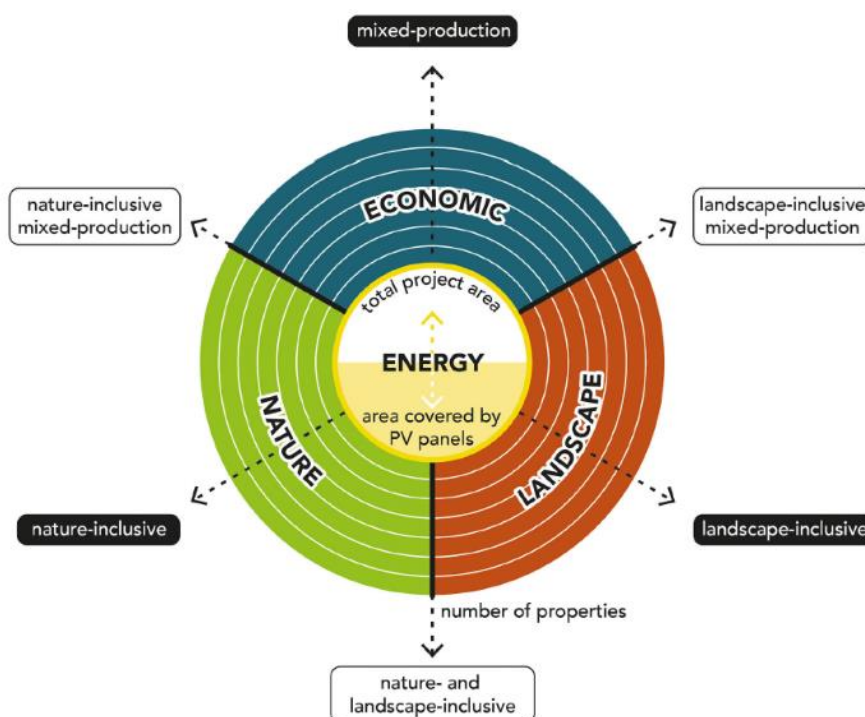 mixed-production
ECONOMIC
nature-inclusive
mixed-production
landscape-inclusive
mixed-production
total project area
ENERGY
area covered by
PV panels
NATURE
LANDSCAPE
nature-inclusive
landscape-inclusive
number of properties
nature- and
landscape-inclusive